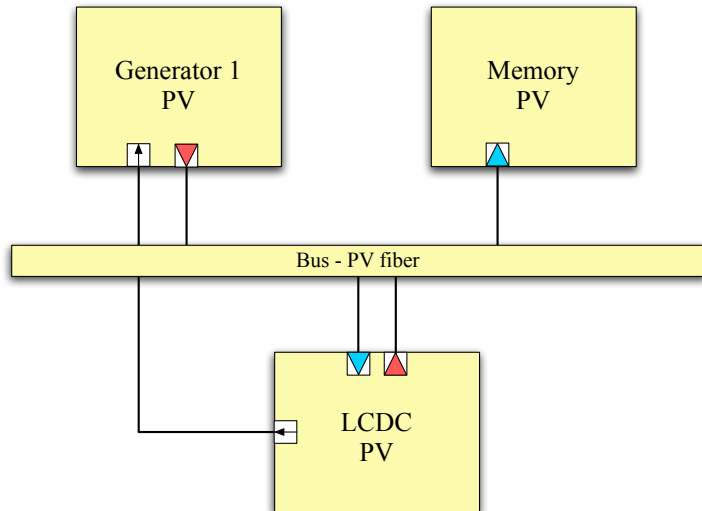 Generator 1
PV
Memory
PV
Bus - PV fiber
LCDC
PV